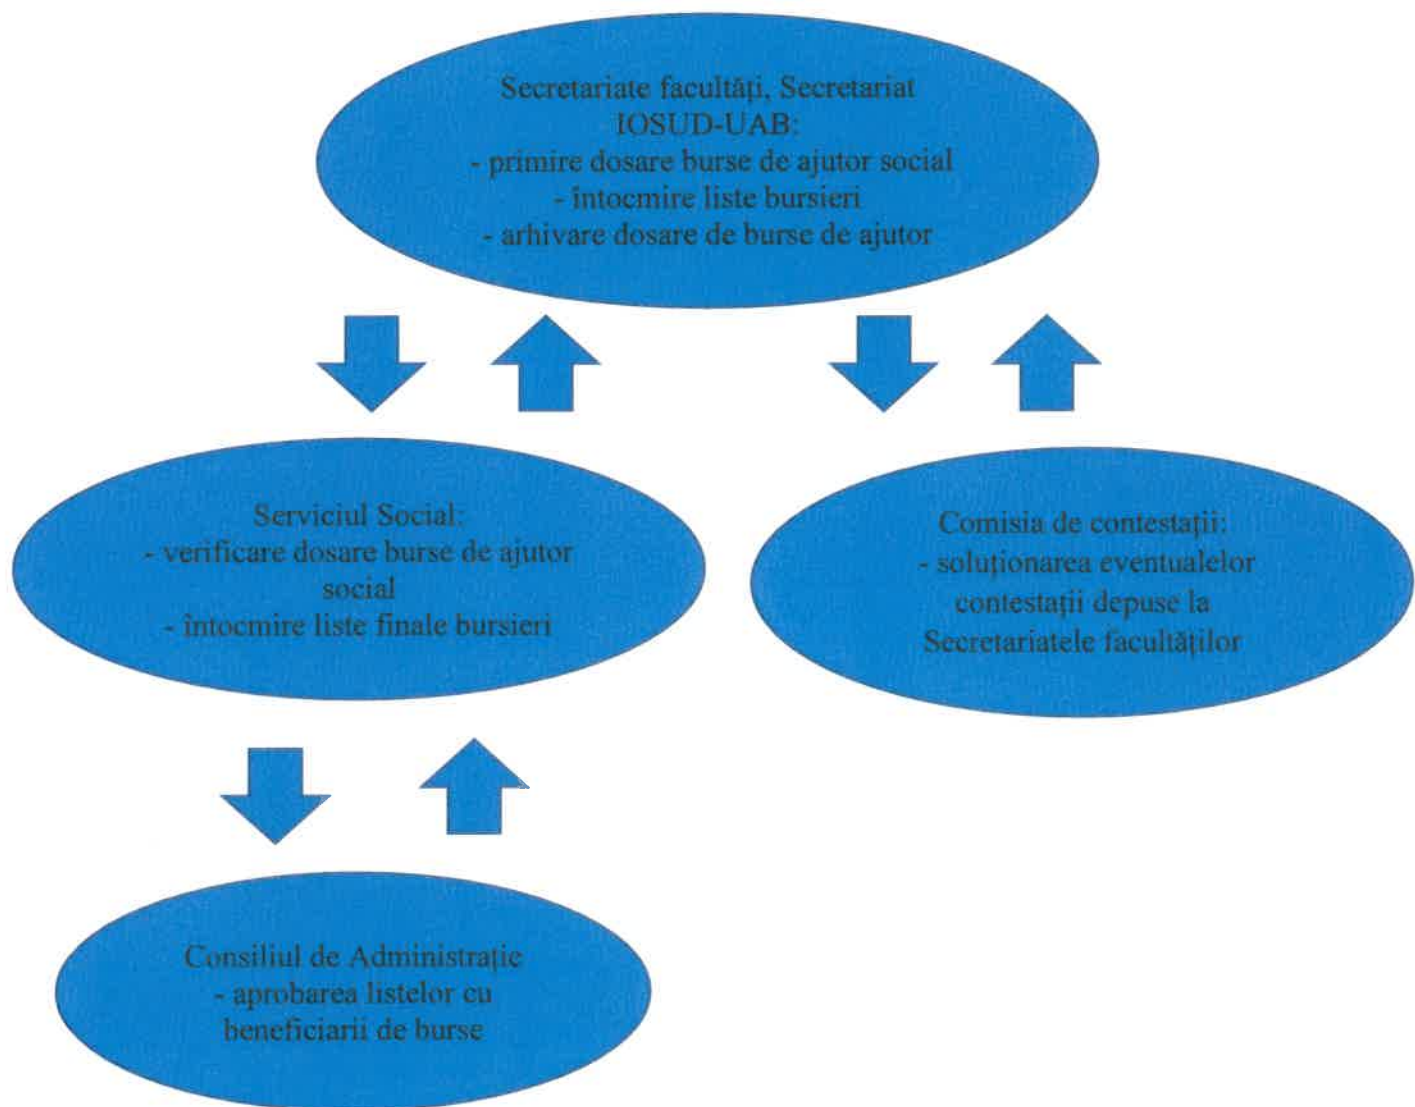 Secretariate facultăți, Secretariat
IOSUD-UAB:
- primire dosare burse de ajutor social
- întocmire liste bursieri
- arhivare dosare de burse de ajutor
Serviciul Social:
- verificare dosare burse de ajutor
social
- întocmire liste finale bursieri
Comisia de contestații:
- soluționarea eventualelor
contestații depuse la
Secretariatele facultăților
Consiliul de Administrație
- aprobarea listelor cu
beneficiarii de burse